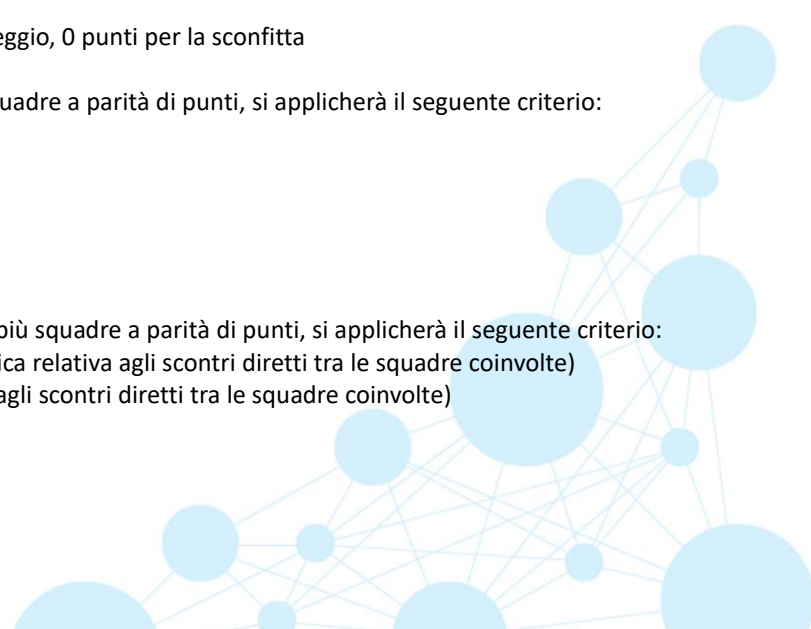 eggio, 0 punti per la sconfitta
uadre a parità di punti, si applicherà il seguente criterio:
più squadre a parità di punti, si applicherà il seguente criterio:
ica relativa agli scontri diretti tra le squadre coinvolte)
agli scontri diretti tra le squadre coinvolte)